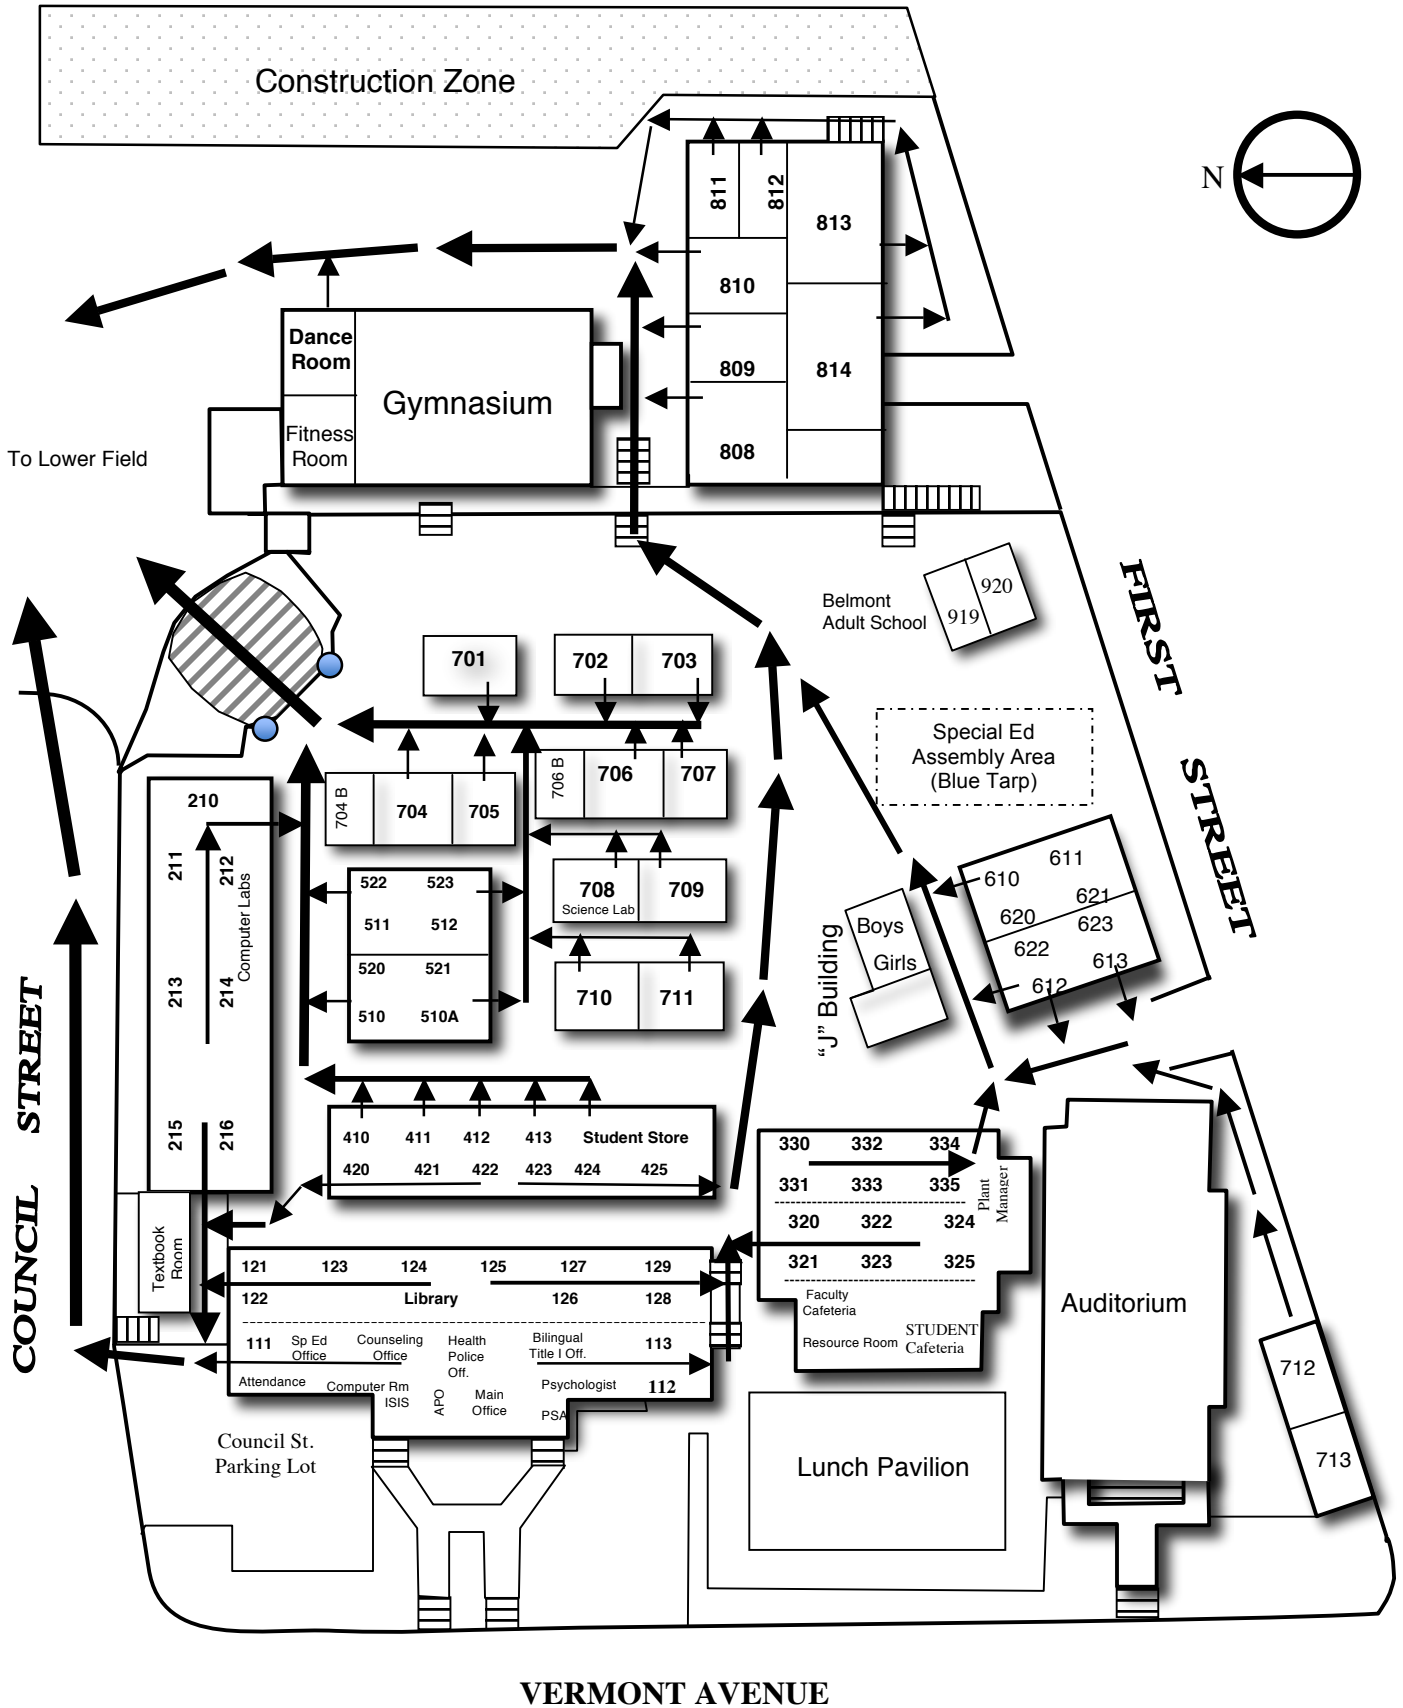 Construction Zone
N
811
812
813
810
809
814
808
Dance
Room
Gymnasium
Fitness
Room
To Lower Field
FIRST
STREET
Belmont
Adult School
919
920
701
702
703
Special Ed
Assembly Area
(Blue Tarp)
704 B
704
705
706 B
706
707
210
211
212
Computer Labs
213
214
215
216
522
523
511
512
520
521
510
510A
708
Science Lab
709
710
711
"J" Building
Boys
Girls
610
611
620
621
622
623
612
613
COUNCIL STREET
410
411
412
413
Student Store
420
421
422
423
424
425
330
332
334
331
333
335
Plant
Manager
320
322
324
321
323
325
Faculty
Cafeteria
Resource Room
STUDENT
Cafeteria
Textbook
Room
121
123
124
125
127
129
122
Library
126
128
111
Sp Ed
Office
Counseling
Office
Health
Police
Off.
Bilingual
Title I Off.
113
Attendance
Computer Rm
ISIS
APO
Main
Office
Psychologist
PSA
112
Auditorium
712
713
Council St.
Parking Lot
Lunch Pavilion
VERMONT AVENUE